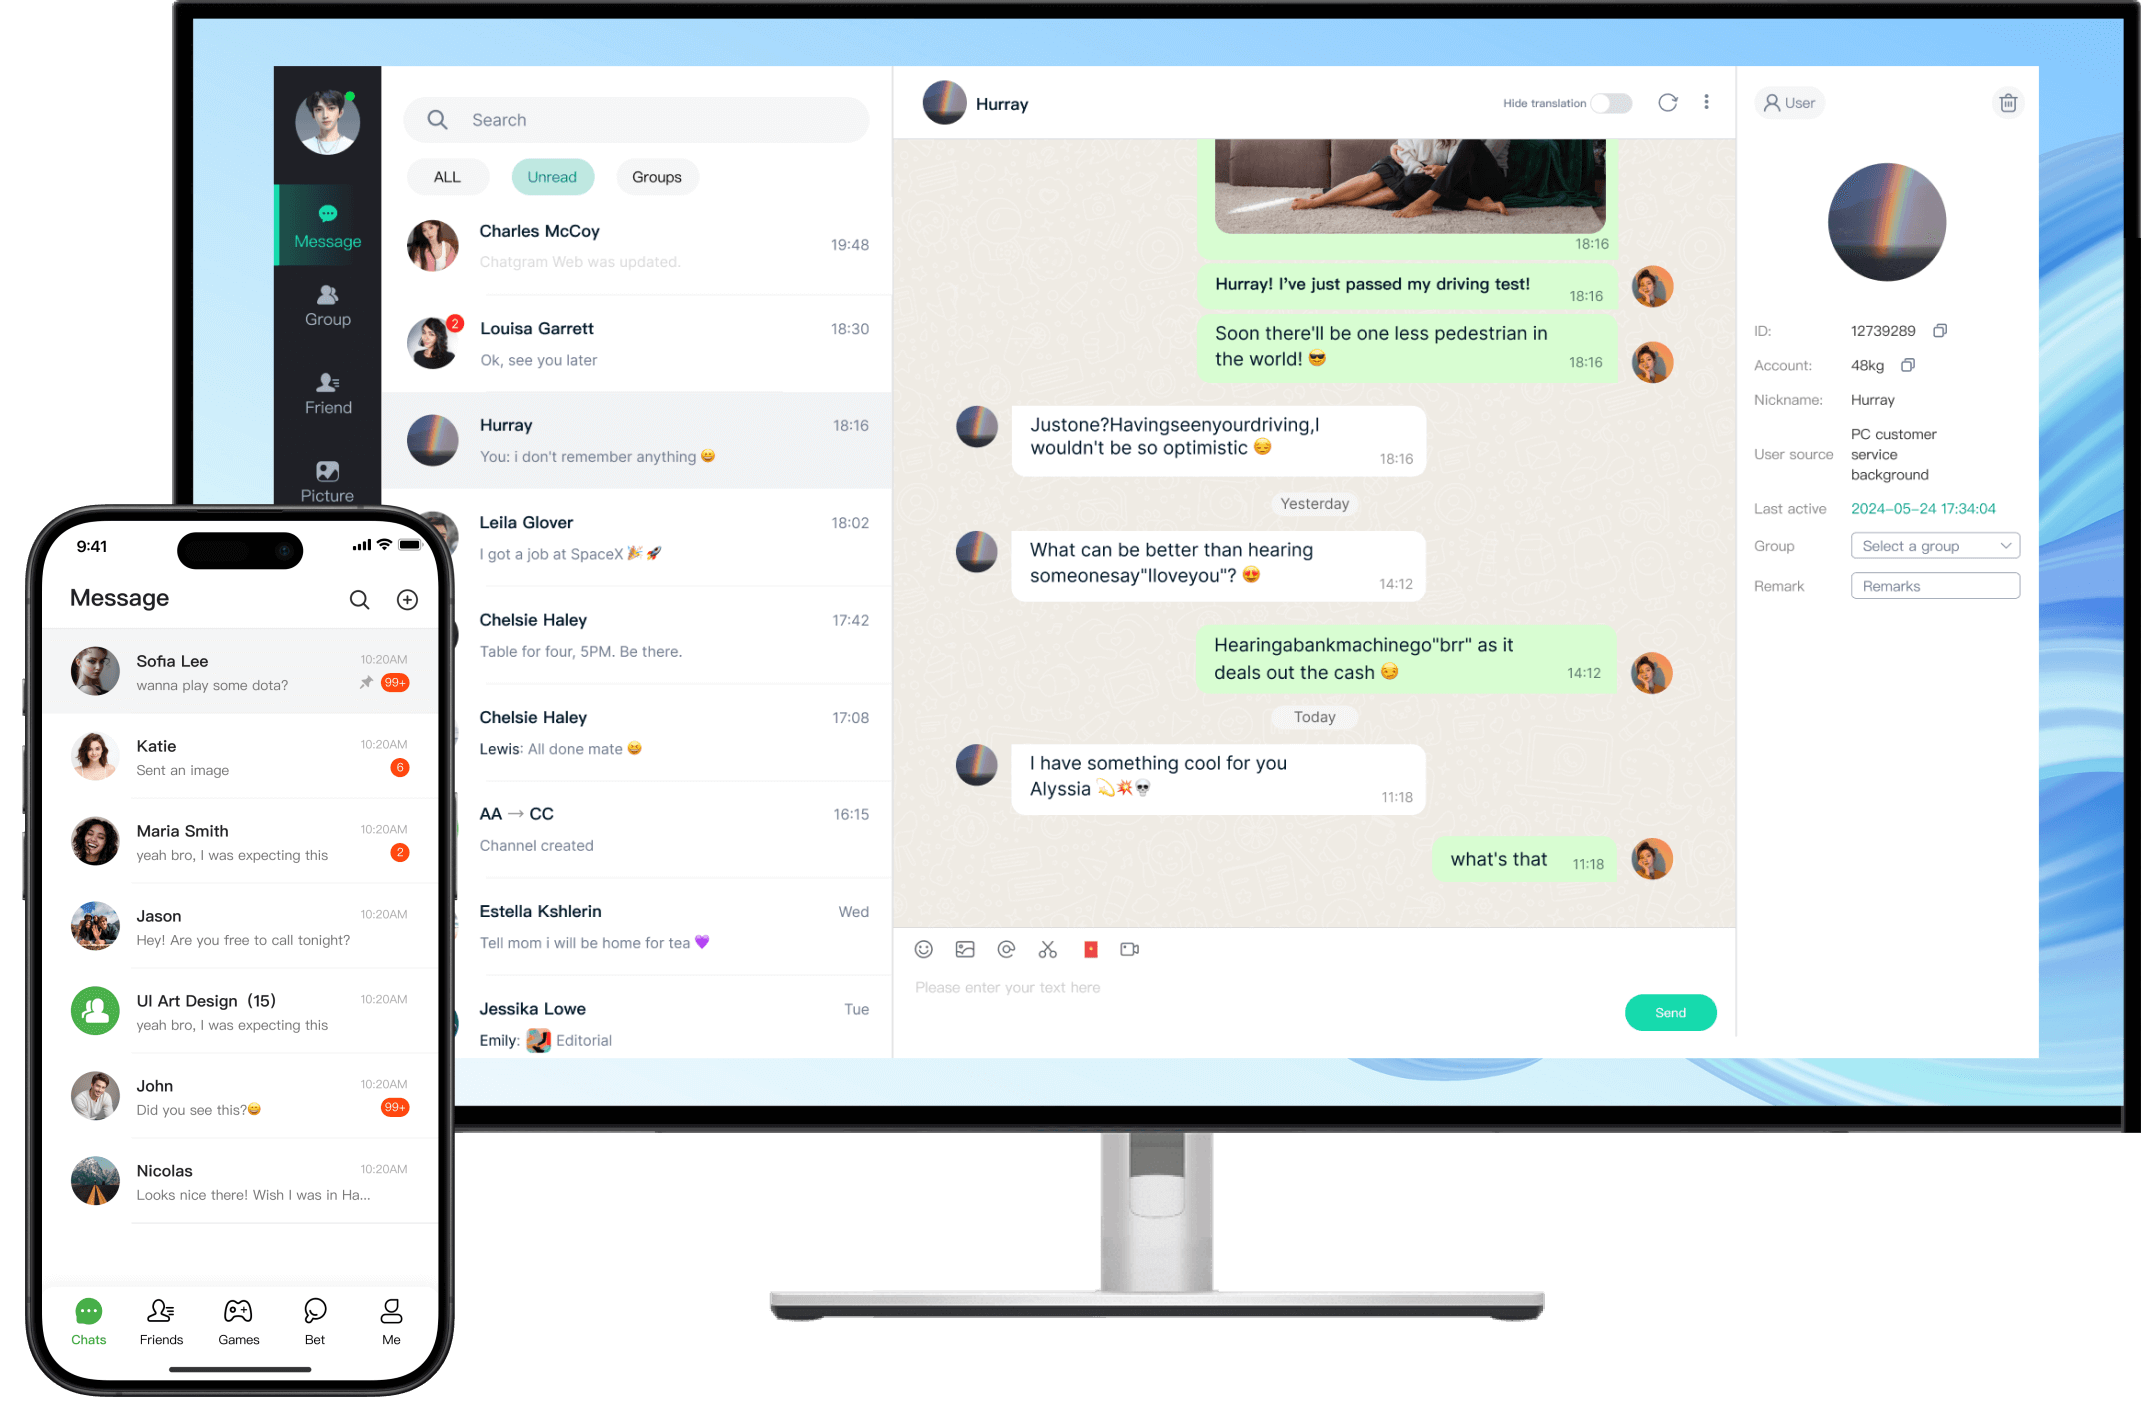 Message
Group
Friend
Picture
Search
ALL
Unread
Groups
Charles McCoy
19:48
Chatgram Web was updated.
2
Louisa Garrett
18:30
Ok, see you later
Hurray
18:16
You: i don't remember anything 😀
Leila Glover
18:02
I got a job at SpaceX 🎉 🚀
Chelsie Haley
17:42
Table for four, 5PM. Be there.
Chelsie Haley
17:08
Lewis: All done mate 😀
AA → CC
16:15
Channel created
Estella Kshlerin
Wed
Tell mom i will be home for tea 💜
Jessika Lowe
Tue
Emily: Editorial
Hurray
Hide translation
18:16
Hurray! I've just passed my driving test!
18:16
Soon there'll be one less pedestrian in
the world! 😎
18:16
Justone?Havingseenyourdriving,I
wouldn't be so optimistic 😔
18:16
Yesterday
What can be better than hearing
someonesay"Iloveyou"? 😍
14:12
Hearingabankmachinego"brr" as it
deals out the cash 😏
14:12
Today
I have something cool for you
Alyssia 💫💥💀
11:18
what's that
11:18
Please enter your text here
Send
User
ID:
12739289
Account:
48kg
Nickname:
Hurray
User source
PC customer
service
background
Last active
2024-05-24 17:34:04
Group
Select a group
Remark
Remarks
9:41
Message
Sofia Lee
10:20AM
wanna play some dota?
99+
Katie
10:20AM
Sent an image
6
Maria Smith
10:20AM
yeah bro, I was expecting this
2
Jason
10:20AM
Hey! Are you free to call tonight?
UI Art Design（15）
10:20AM
yeah bro, I was expecting this
John
10:20AM
Did you see this?😄
99+
Nicolas
10:20AM
Looks nice there! Wish I was in Ha...
Chats
Friends
Games
Bet
Me